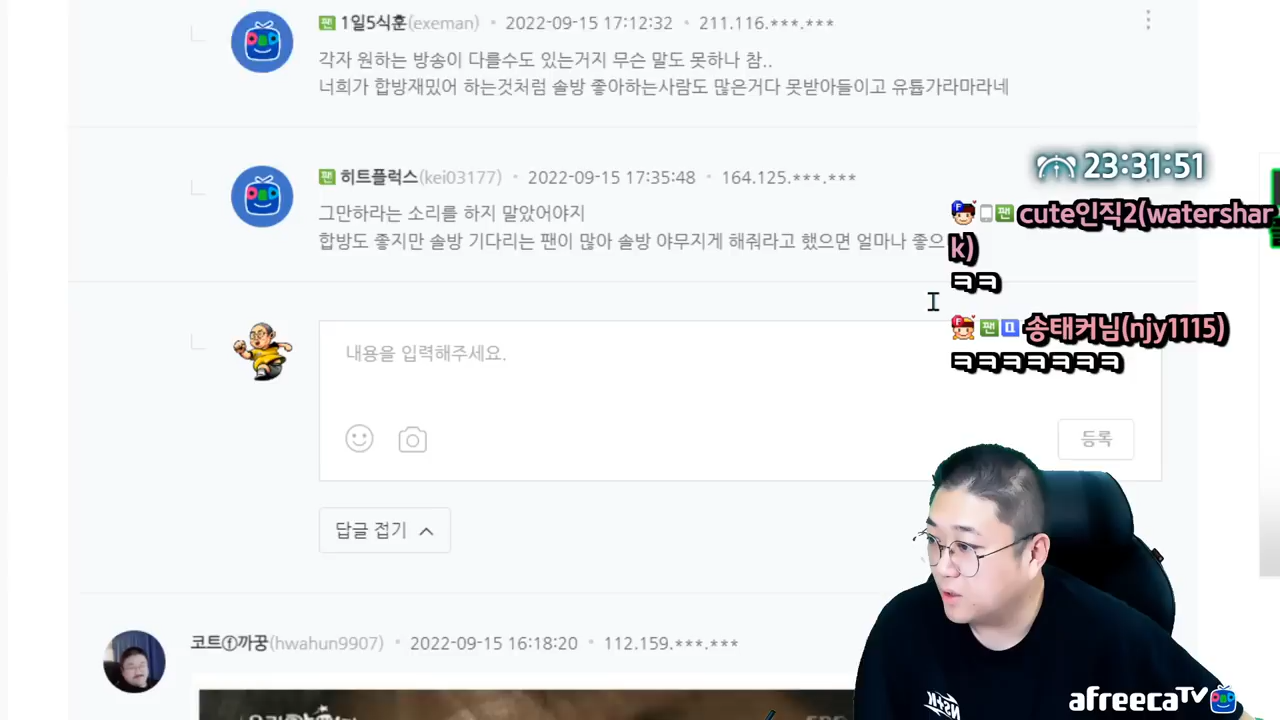 팬 1일5식훈(exeman) • 2022-09-15 17:12:32 • 211.116.***.***
각자 원하는 방송이 다를수도 있는거지 무슨 말도 못하나 참..
너희가 합방재밌어 하는것처럼 솔방 좋아하는사람도 많은거다 못받아들이고 유튭가라마라네
23:31:51
팬 히트플럭스(kei03177) • 2022-09-15 17:35:48 • 164.125.***.***
그만하라는 소리를 하지 말았어야지
합방도 좋지만 솔방 기다리는 팬이 많아 솔방 야무지게 해줘라고 했으면 얼마나 좋으
F 팬 cute인직2(watershar
k)
ㅋㅋ
F 팬 송태커님(njy1115)
ㅋㅋㅋㅋㅋㅋㅋ
내용을 입력해주세요.
등록
답글 접기
코트ⓕ까꿍(hwahun9907) • 2022-09-15 16:18:20 • 112.159.***.***
afreecaTV